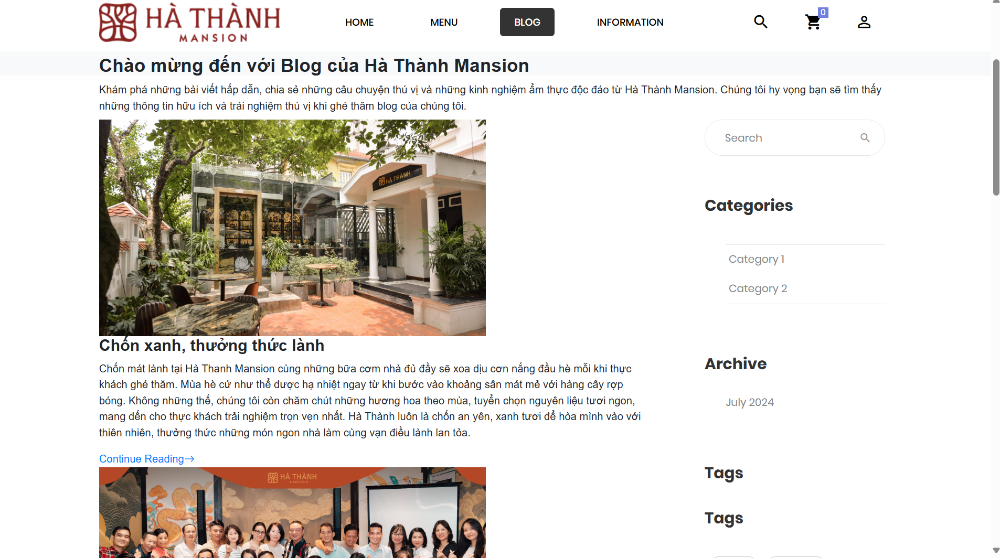 HÀ THÀNH
MANSION
HOME
MENU
BLOG
INFORMATION
0
Chào mừng đến với Blog của Hà Thành Mansion
Khám phá những bài viết hấp dẫn, chia sẻ những câu chuyện thú vị và những kinh nghiệm ẩm thực độc đáo từ Hà Thành Mansion. Chúng tôi hy vọng bạn sẽ tìm thấy
những thông tin hữu ích và trải nghiệm thú vị khi ghé thăm blog của chúng tôi.
HÀ THÀNH
Chốn xanh, thưởng thức lành
Chốn mát lành tại Hà Thanh Mansion cùng những bữa cơm nhà đủ đầy sẽ xoa dịu cơn nắng đầu hè mỗi khi thực
khách ghé thăm. Mùa hè cứ như thể được hạ nhiệt ngay từ khi bước vào khoảng sân mát mẻ với hàng cây rợp
bóng. Không những thế, chúng tôi còn chăm chút những hương hoa theo mùa, tuyển chọn nguyên liệu tươi ngon,
mang đến cho thực khách trải nghiệm trọn vẹn nhất. Hà Thành luôn là chốn an yên, xanh tươi để hòa mình vào với
thiên nhiên, thưởng thức những món ngon nhà làm cùng vạn điều lành lan tỏa.
Continue Reading→
HÀ THÀNH
MANSION
Search
Categories
Category 1
Category 2
Archive
July 2024
Tags
Tags